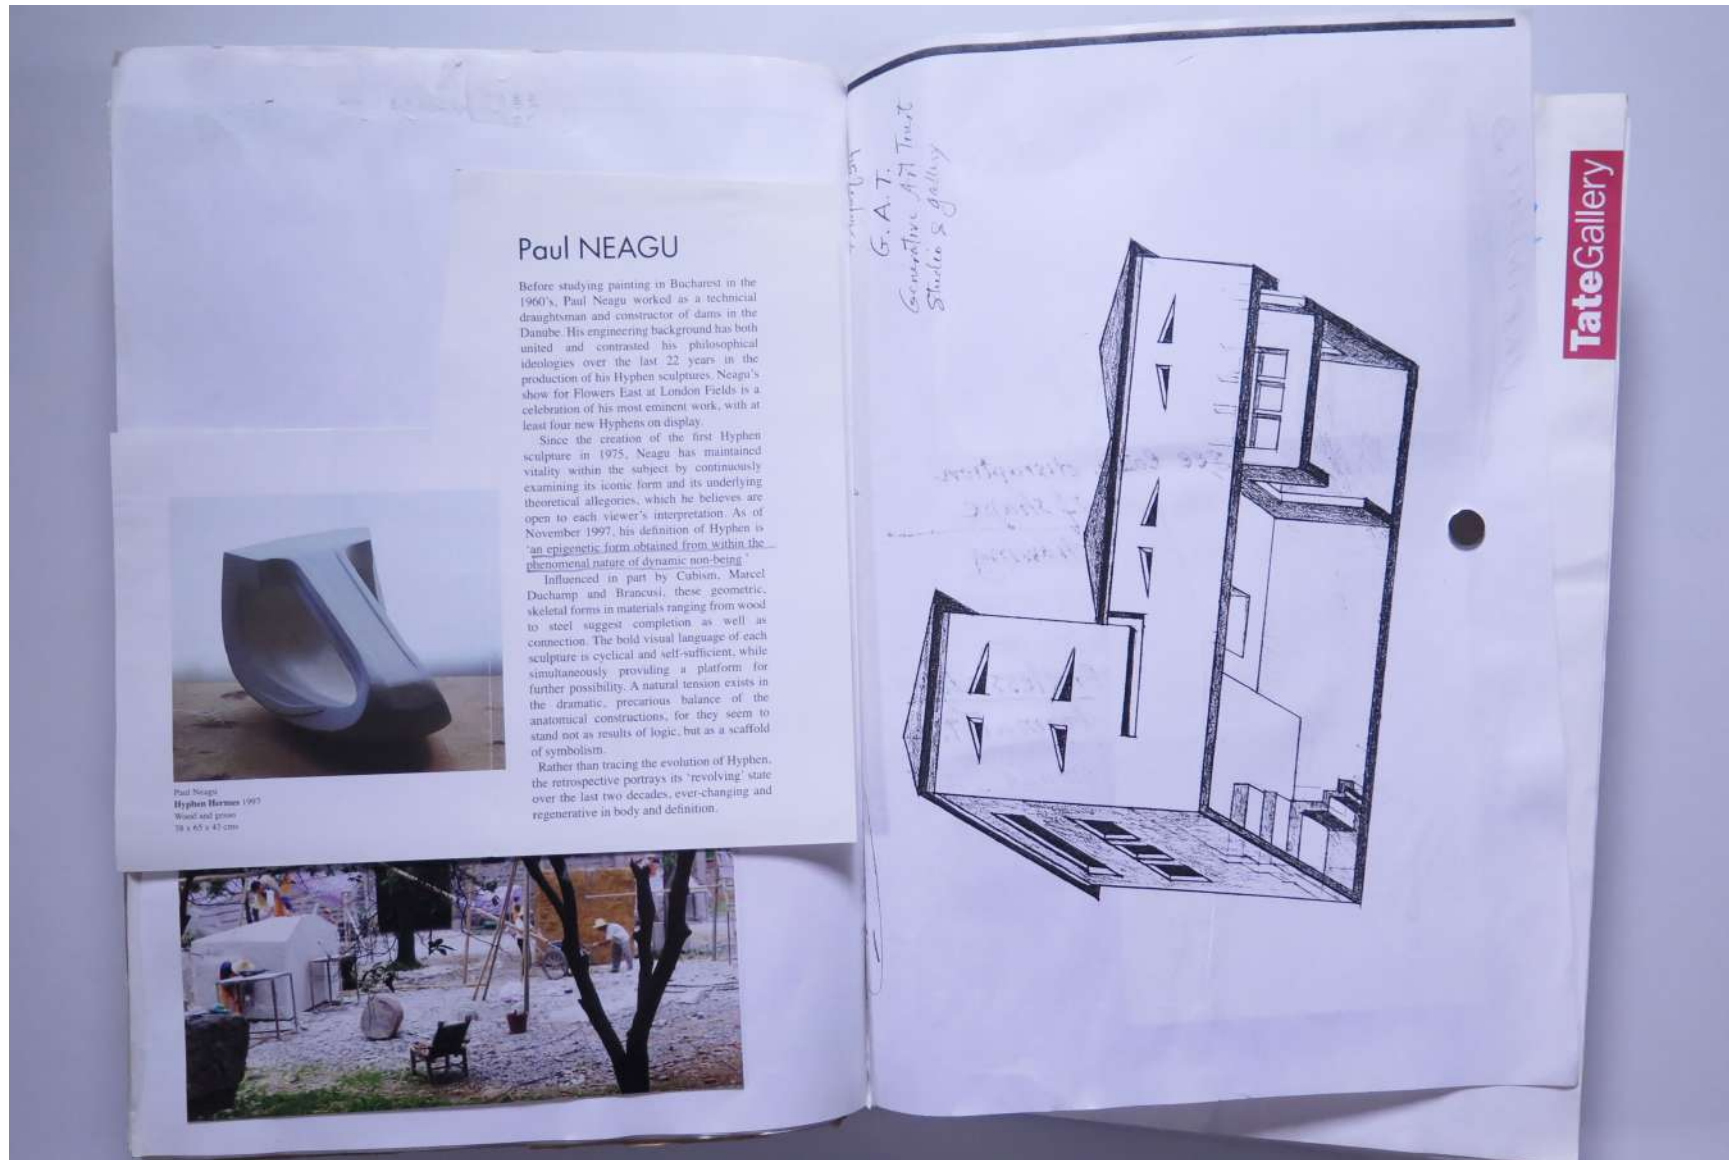 Paul NEAGU
Before studying painting in Bucharest in the
1960's, Paul Neagu worked as a technicial
draughtsman and constructor of dams in the
Danube. His engineering background has both
united and contrasted his philosophical
ideologies over the last 22 years in the
production of his Hyphen sculptures. Neagu's
show for Flowers East at London Fields is a
celebration of his most eminent work, with at
least four new Hyphens on display.
Since the creation of the first Hyphen
sculpture in 1975, Neagu has maintained
vitality within the subject by continuously
examining its iconic form and its underlying
theoretical allegories, which he believes are
open to each viewer's interpretation. As of
November 1997, his definition of Hyphen is
'an epigenetic form obtained from within the
phenomenal nature of dynamic non-being.'
Influenced in part by Cubism, Marcel
Duchamp and Brancusi, these geometric,
skeletal forms in materials ranging from wood
to steel suggest completion as well as
connection. The bold visual language of each
sculpture is cyclical and self-sufficient, while
simultaneously providing a platform for
further possibility. A natural tension exists in
the dramatic, precarious balance of the
anatomical constructions, for they seem to
stand not as results of logic, but as a scaffold
of symbolism.
Rather than tracing the evolution of Hyphen,
the retrospective portrays its 'revolving' state
over the last two decades, ever-changing and
regenerative in body and definition.
Paul Neagu
Hyphen Hermes 1997
Wood and gesso
38 x 65 x 43 cms
G.A.T.
Generative Art Trust
Studio & gallery
TateGallery